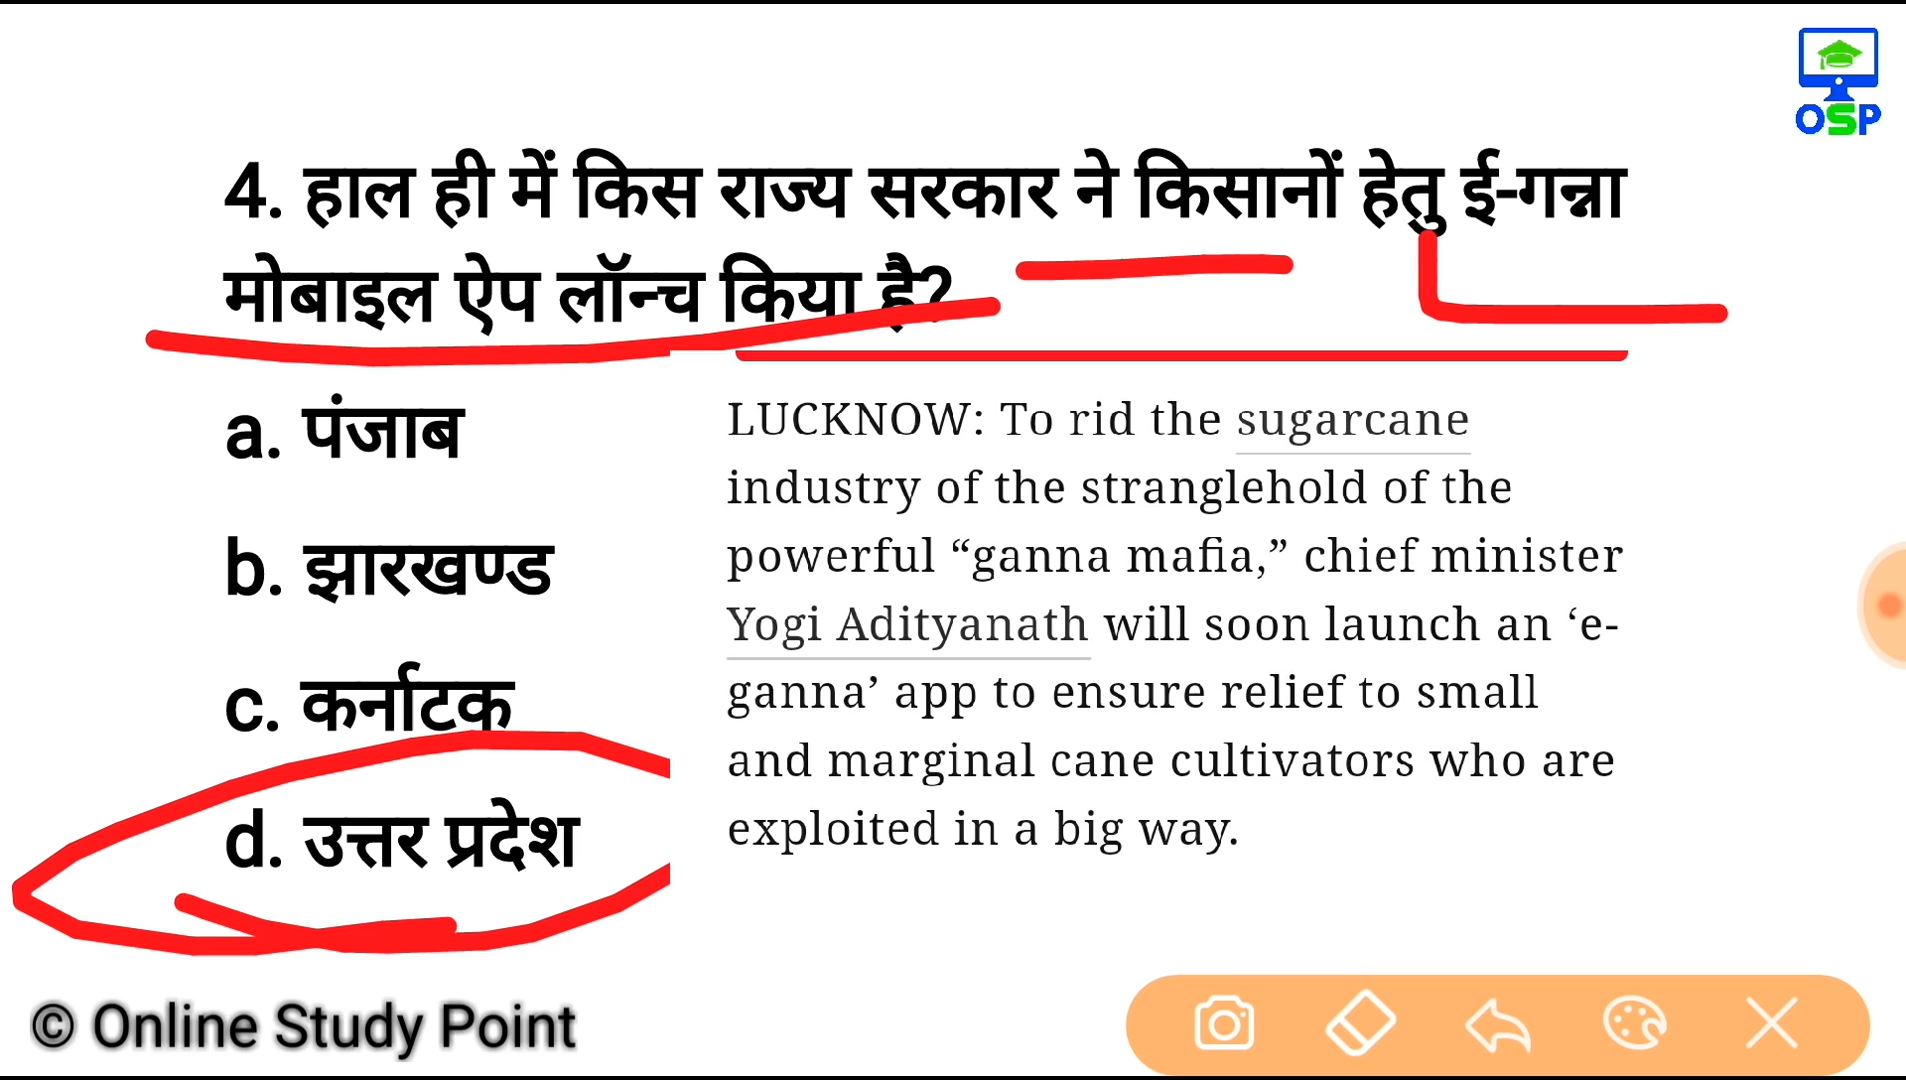 OSP
4. हाल ही में किस राज्य सरकार ने किसानों हेतु ई-गन्ना
मोबाइल ऐप लॉन्च किया है?
a. पंजाब
b. झारखण्ड
c. कर्नाटक
d. उत्तर प्रदेश
LUCKNOW: To rid the sugarcane
industry of the stranglehold of the
powerful “ganna mafia,” chief minister
Yogi Adityanath will soon launch an ‘e-
ganna’ app to ensure relief to small
and marginal cane cultivators who are
exploited in a big way.
© Online Study Point